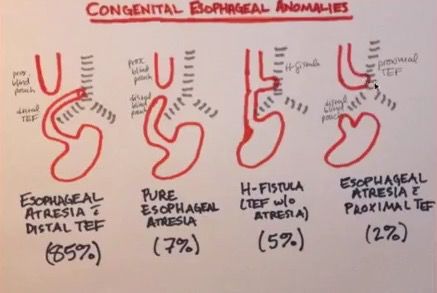 CONGENITAL ESOPHAGEAL ANOMALIES
prox.
blind
pouch
distal
TEF
prox
blind
pouch
distal
blind
pouch
H-fistula
proximal
TEF
distal
blind
pouch
ESOPHAGEAL
ATRESIA c̄
DISTAL TEF
(85%)
PURE
ESOPHAGEAL
ATRESIA
(7%)
H-FISTULA
(TEF w/o
ATRESIA)
(5%)
ESOPHAGEAL
ATRESIA c̄
PROXIMAL TEF
(2%)